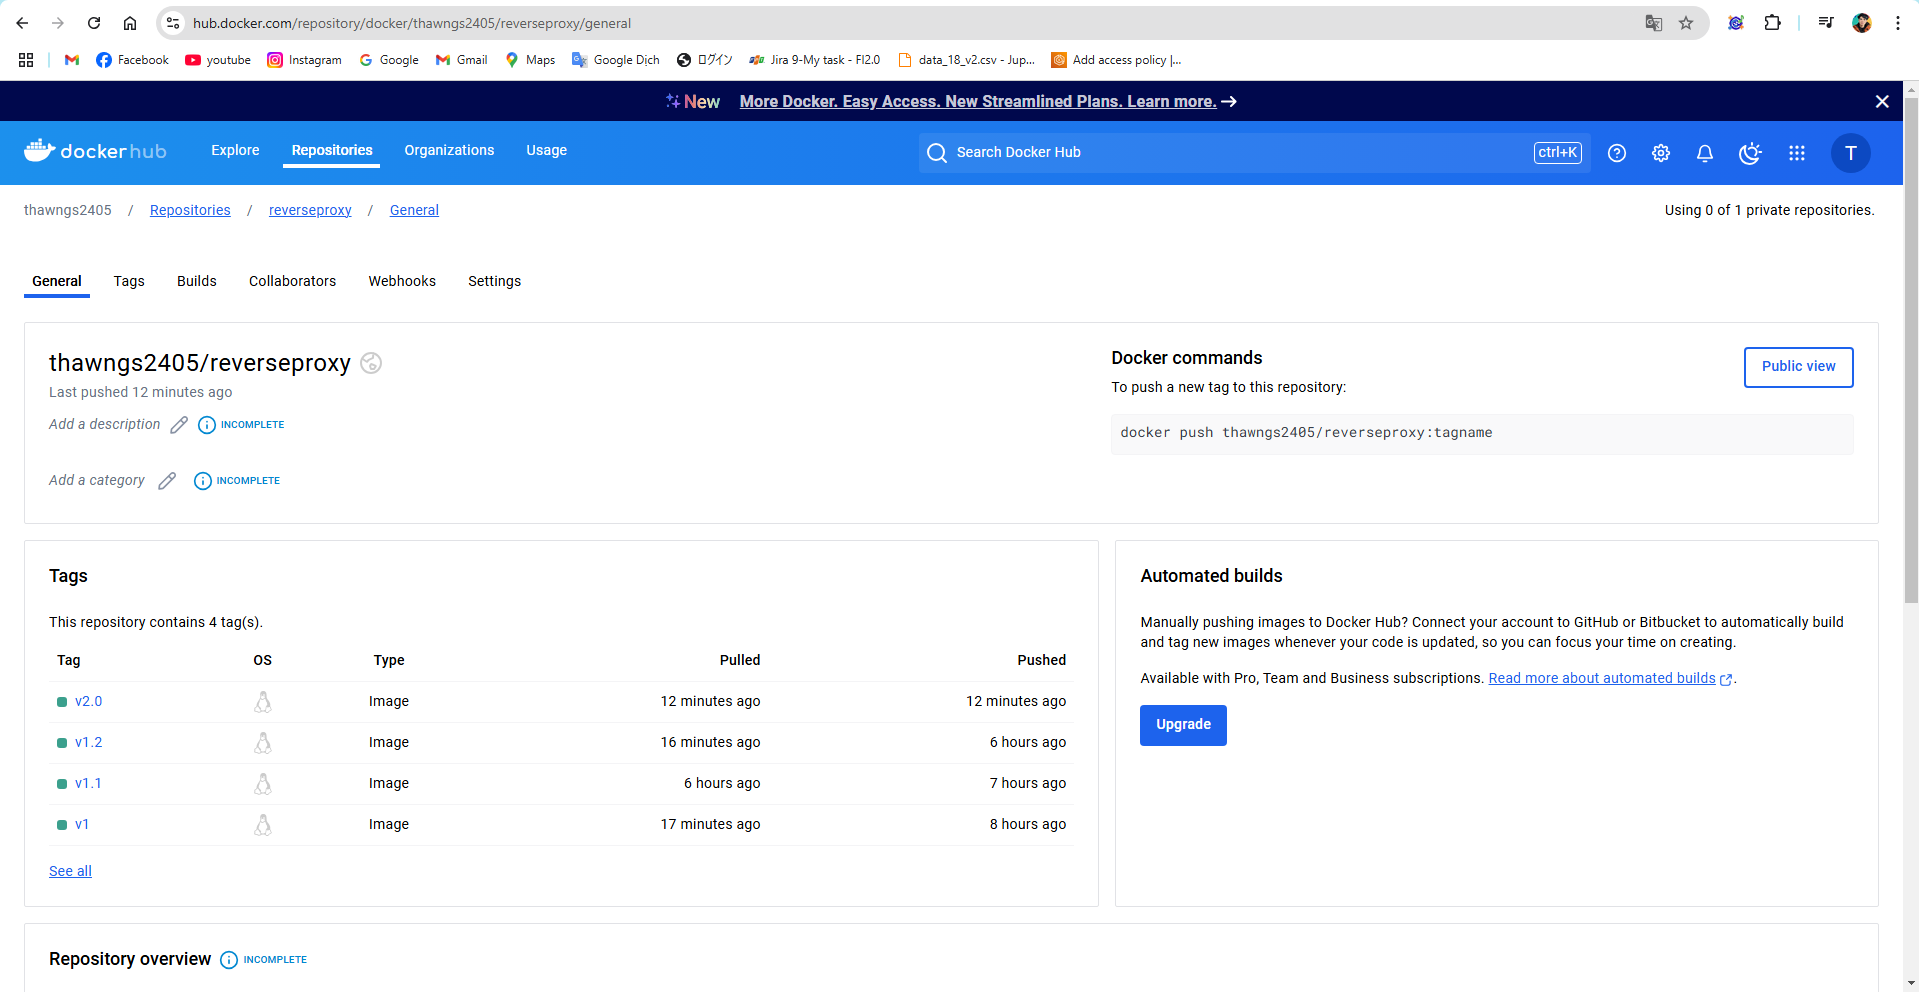 hub.docker.com/repository/docker/thawngs2405/reverseproxy/general
Facebook youtube Instagram Google Gmail Maps Google Dịch ログイン Jira 9-My task - FI2.0 data_18_v2.csv - Jup... Add access policy |...
New More Docker. Easy Access. New Streamlined Plans. Learn more. →
docker hub Explore Repositories Organizations Usage Search Docker Hub ctrl+K T
thawngs2405 / Repositories / reverseproxy / General Using 0 of 1 private repositories.
General Tags Builds Collaborators Webhooks Settings
thawngs2405/reverseproxy
Last pushed 12 minutes ago
Add a description INCOMPLETE
Add a category INCOMPLETE
Docker commands
Public view
To push a new tag to this repository:
docker push thawngs2405/reverseproxy:tagname
Tags
This repository contains 4 tag(s).
Tag OS Type Pulled Pushed
v2.0 Image 12 minutes ago 12 minutes ago
v1.2 Image 16 minutes ago 6 hours ago
v1.1 Image 6 hours ago 7 hours ago
v1 Image 17 minutes ago 8 hours ago
See all
Automated builds
Manually pushing images to Docker Hub? Connect your account to GitHub or Bitbucket to automatically build
and tag new images whenever your code is updated, so you can focus your time on creating.
Available with Pro, Team and Business subscriptions. Read more about automated builds .
Upgrade
Repository overview INCOMPLETE